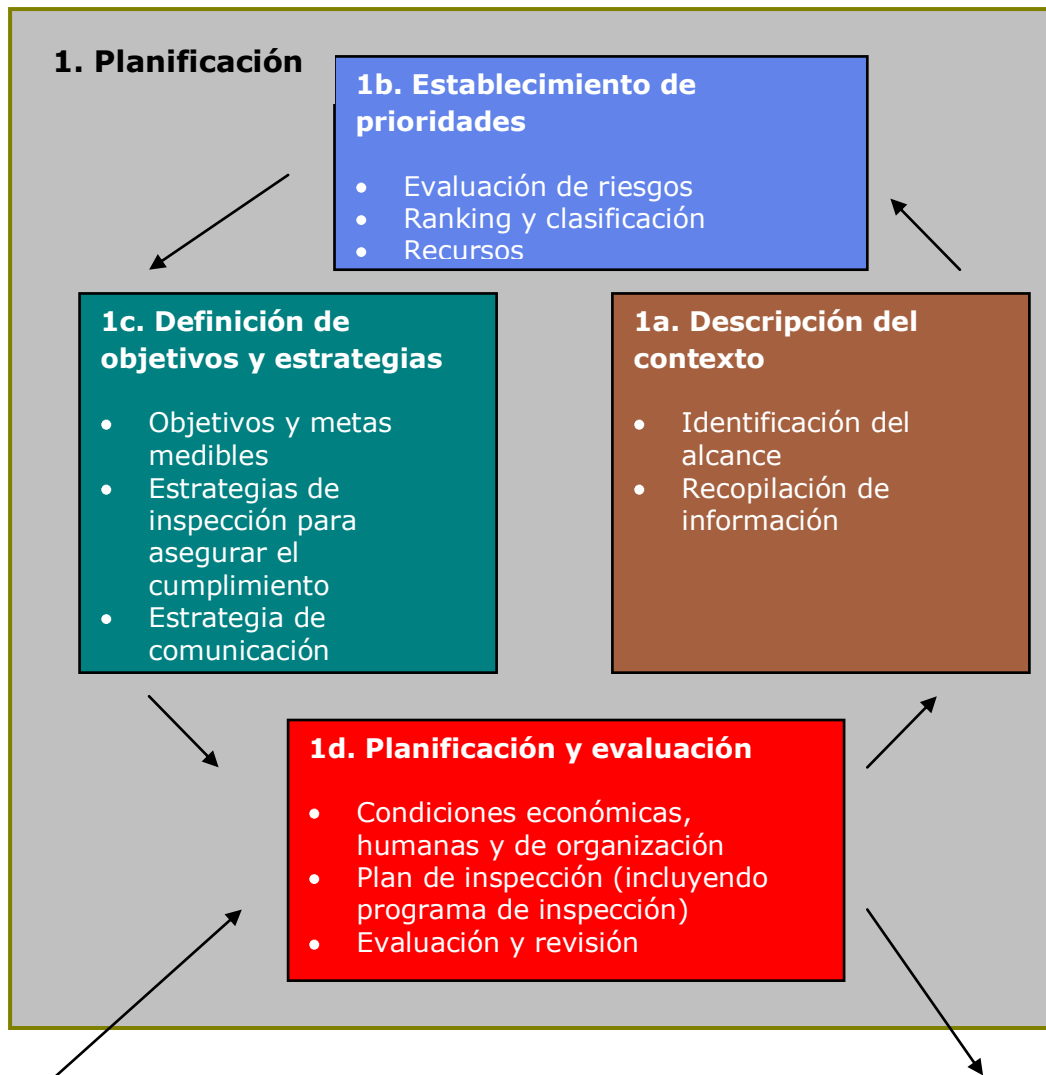 1. Planificación
1b. Establecimiento de
prioridades
• Evaluación de riesgos
• Ranking y clasificación
• Recursos
1c. Definición de
objetivos y estrategias
• Objetivos y metas
medibles
• Estrategias de
inspección para
asegurar el
cumplimiento
• Estrategia de
comunicación
1a. Descripción del
contexto
• Identificación del
alcance
• Recopilación de
información
1d. Planificación y evaluación
• Condiciones económicas,
humanas y de organización
• Plan de inspección (incluyendo
programa de inspección)
• Evaluación y revisión